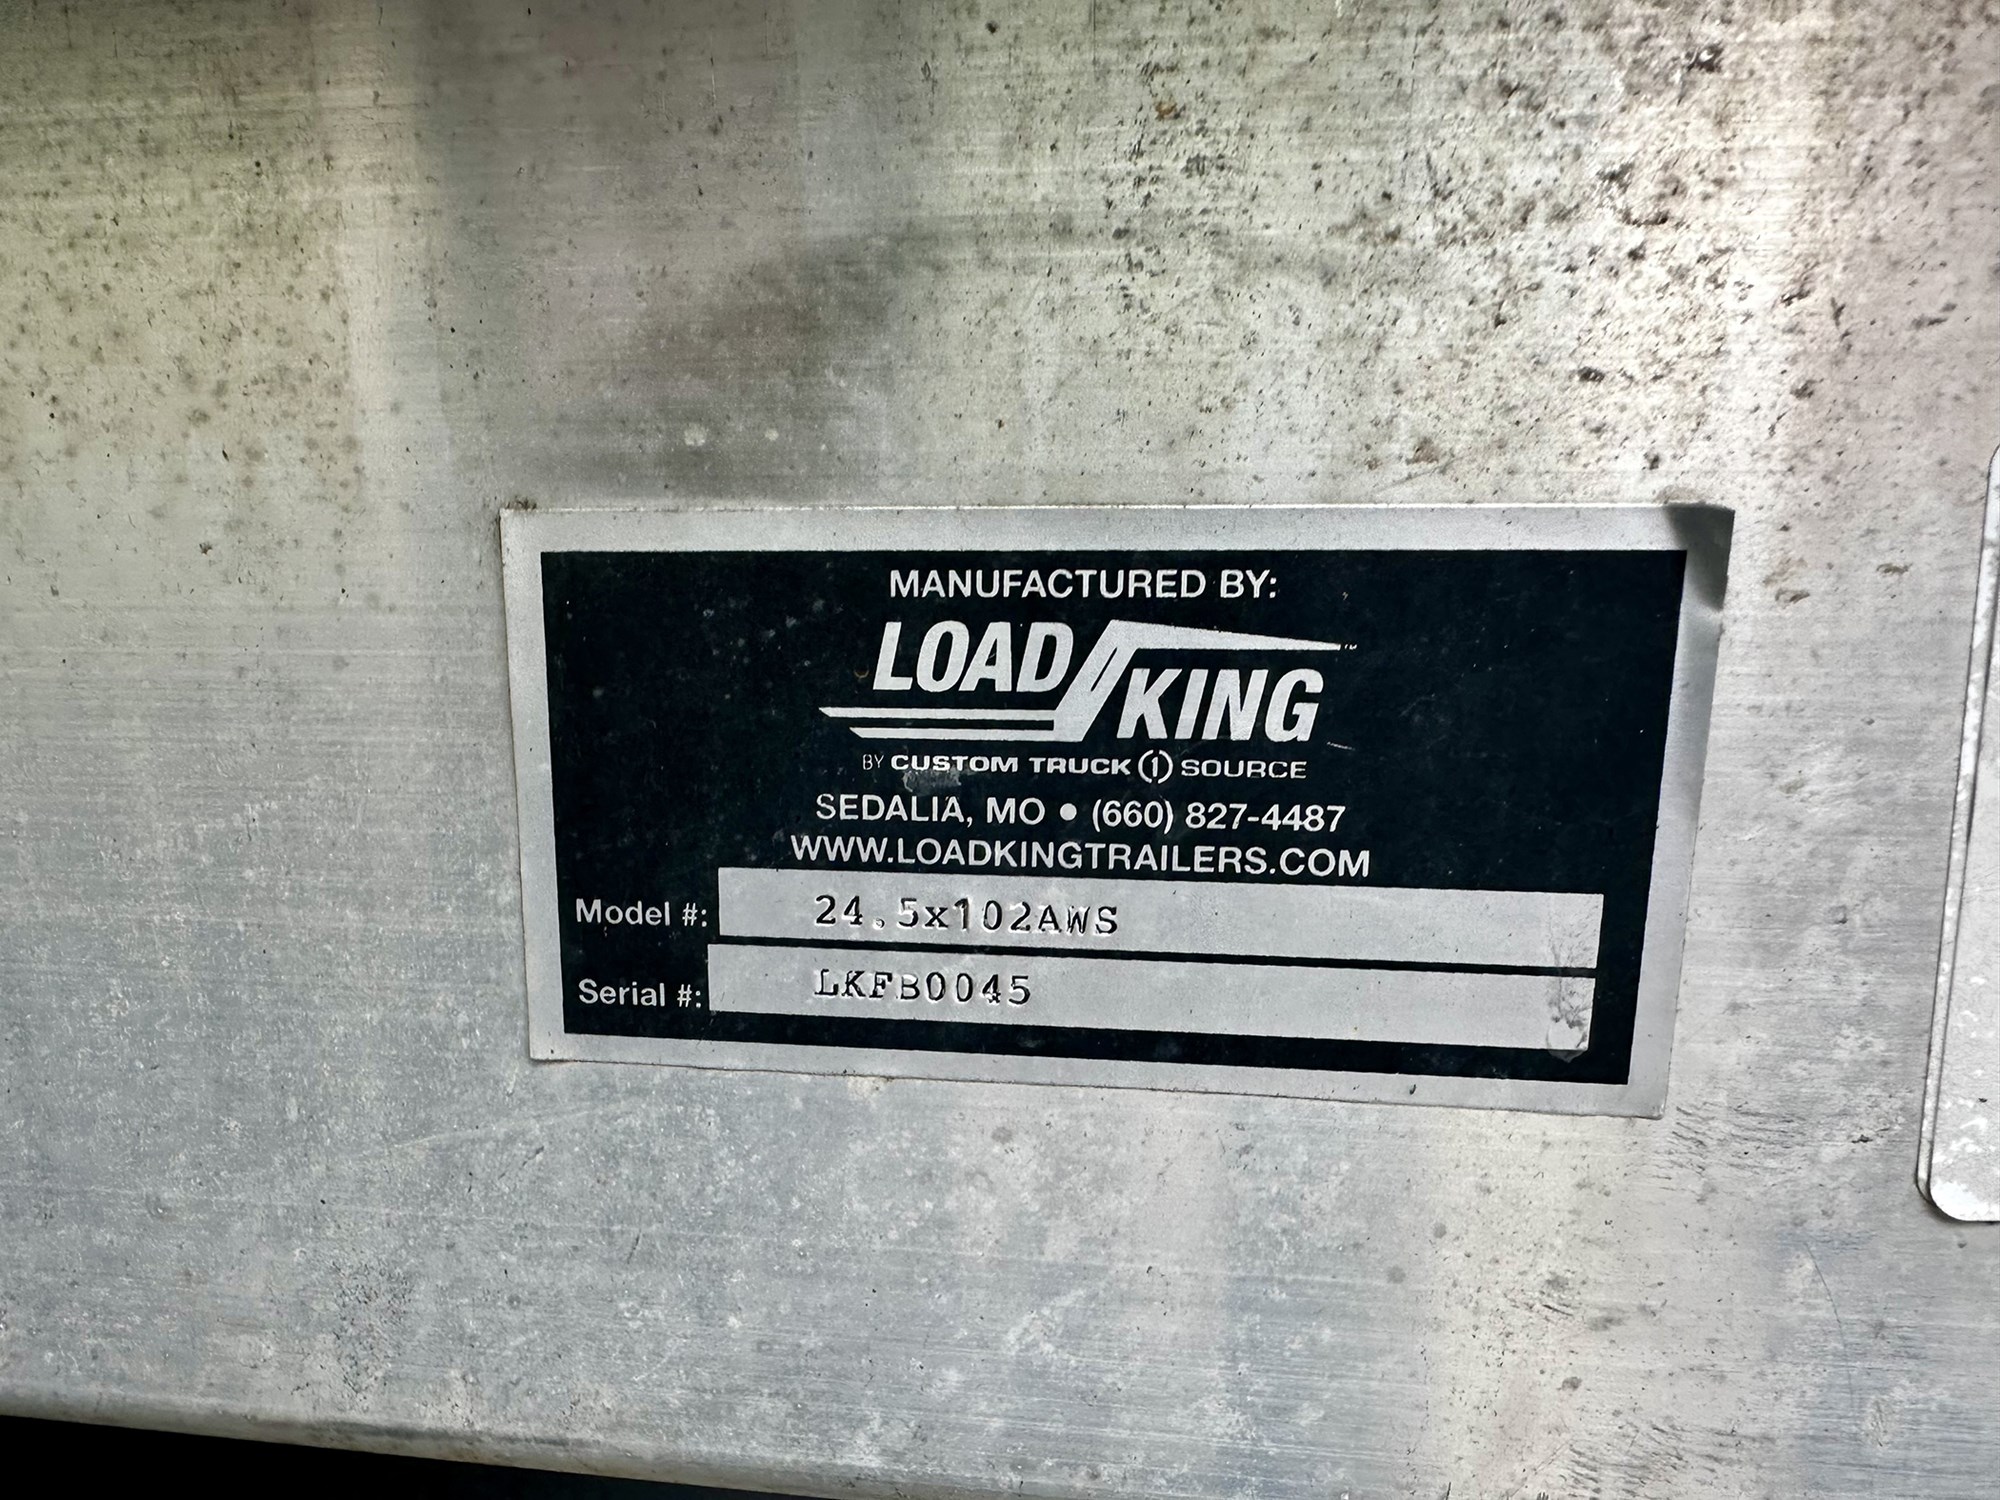 MANUFACTURED BY:
LOAD KING
BY CUSTOM TRUCK 1 SOURCE
SEDALIA, MO • (660) 827-4487
WWW.LOADKINGTRAILERS.COM
Model #: 24.5x102AWS
Serial #: LKFB0045